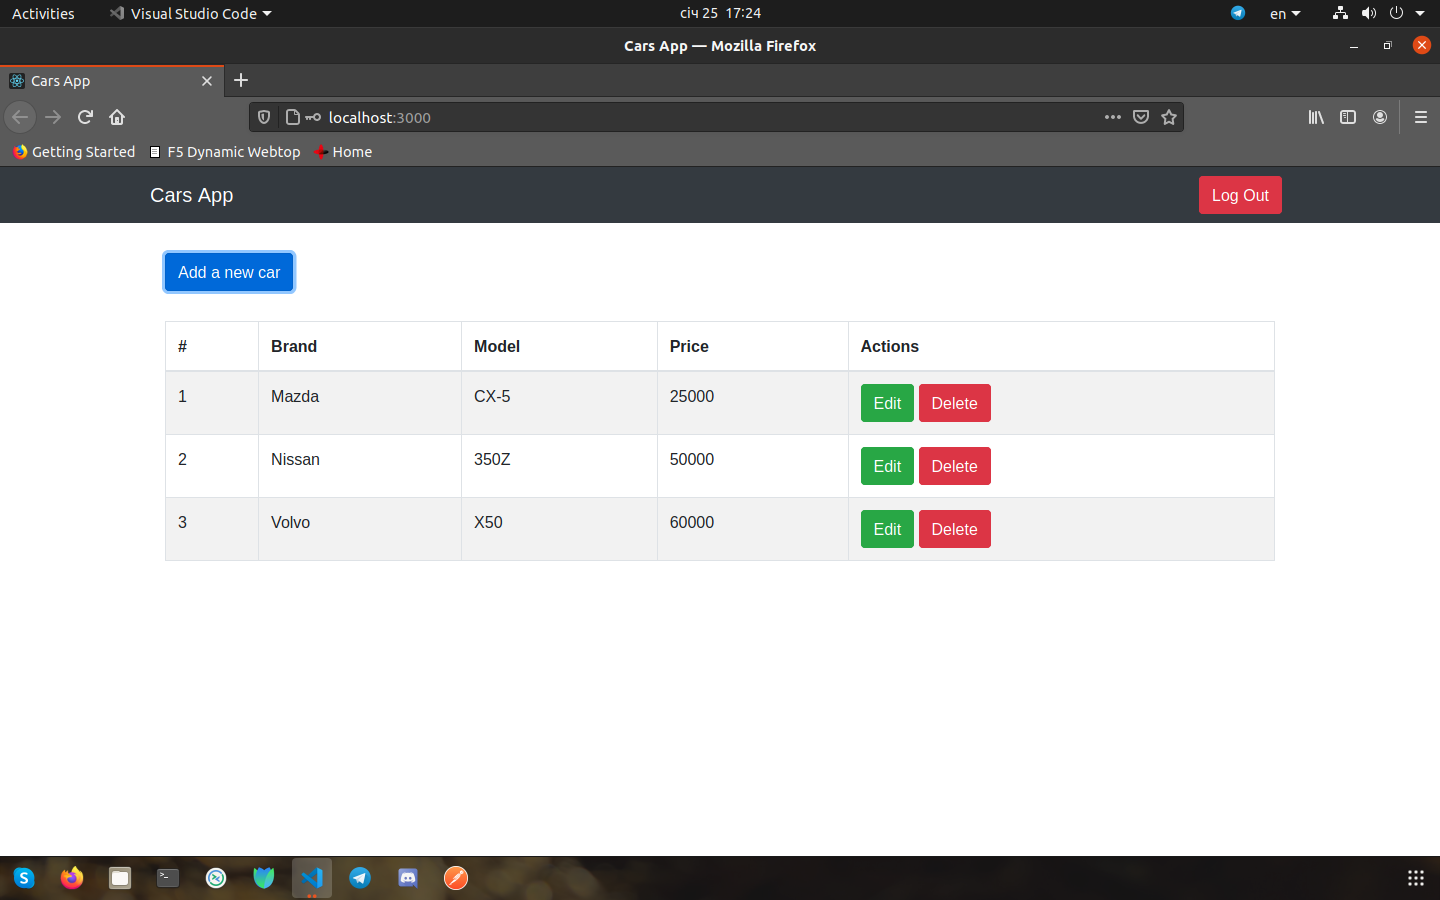 Activities Visual Studio Code січ 25 17:24 en
Cars App — Mozilla Firefox
Cars App
localhost:3000
Getting Started F5 Dynamic Webtop Home
Cars App Log Out
Add a new car
# Brand Model Price Actions
1 Mazda CX-5 25000 Edit Delete
2 Nissan 350Z 50000 Edit Delete
3 Volvo X50 60000 Edit Delete